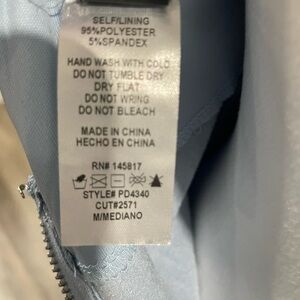 SELF/LINING
95%POLYESTER
5%SPANDEX
HAND WASH WITH COLD
DO NOT TUMBLE DRY
DRY FLAT
DO NOT WRING
DO NOT BLEACH
MADE IN CHINA
HECHO EN CHINA
RN# 145817
STYLE# PD4340
CUT#2571
M/MEDIANO